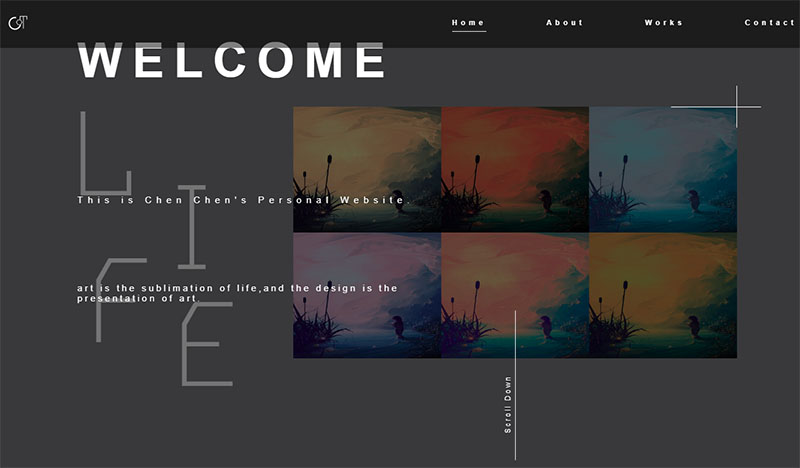 Home About Works Contact
WELCOME
LIFE
This is Chen Chen's Personal Website.
art is the sublimation of life,and the design is the
presentation of art.
Scroll Down